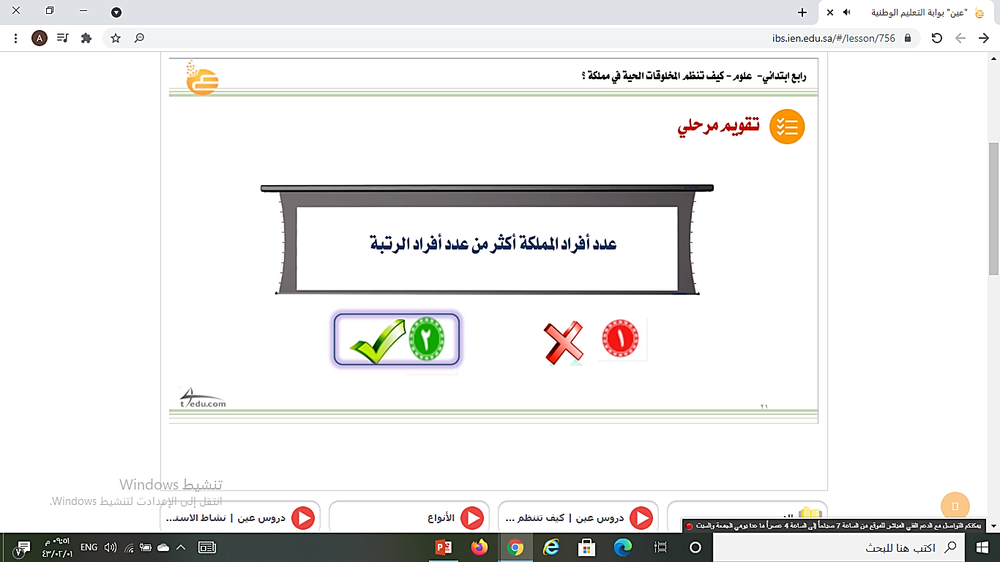 "عين" بوابة التعليم الوطنية
ibs.ien.edu.sa/#/lesson/756
A
رابع ابتدائي- علوم - كيف تنظم المخلوقات الحية في مملكة ؟
تقويم مرحلي
عدد أفراد المملكة أكثر من عدد أفراد الرتبة
١
٢
t4edu.com
٢١
تنشيط Windows
انتقل إلى الإعدادات لتنشيط Windows.
دروس عين | كيف تنتظم ...
الأنواع
دروس عين | نشاط الاستـ...
يمكنكم التواصل مع الدعم الفني المباشر للموقع من الساعة 7 صباحاً إلى الساعة 4 عصراً ما عدا يومي الجمعة والسبت
اكتب هنا للبحث
ENG
٠٩:٥١ م
٤٣/٠٢/٠١